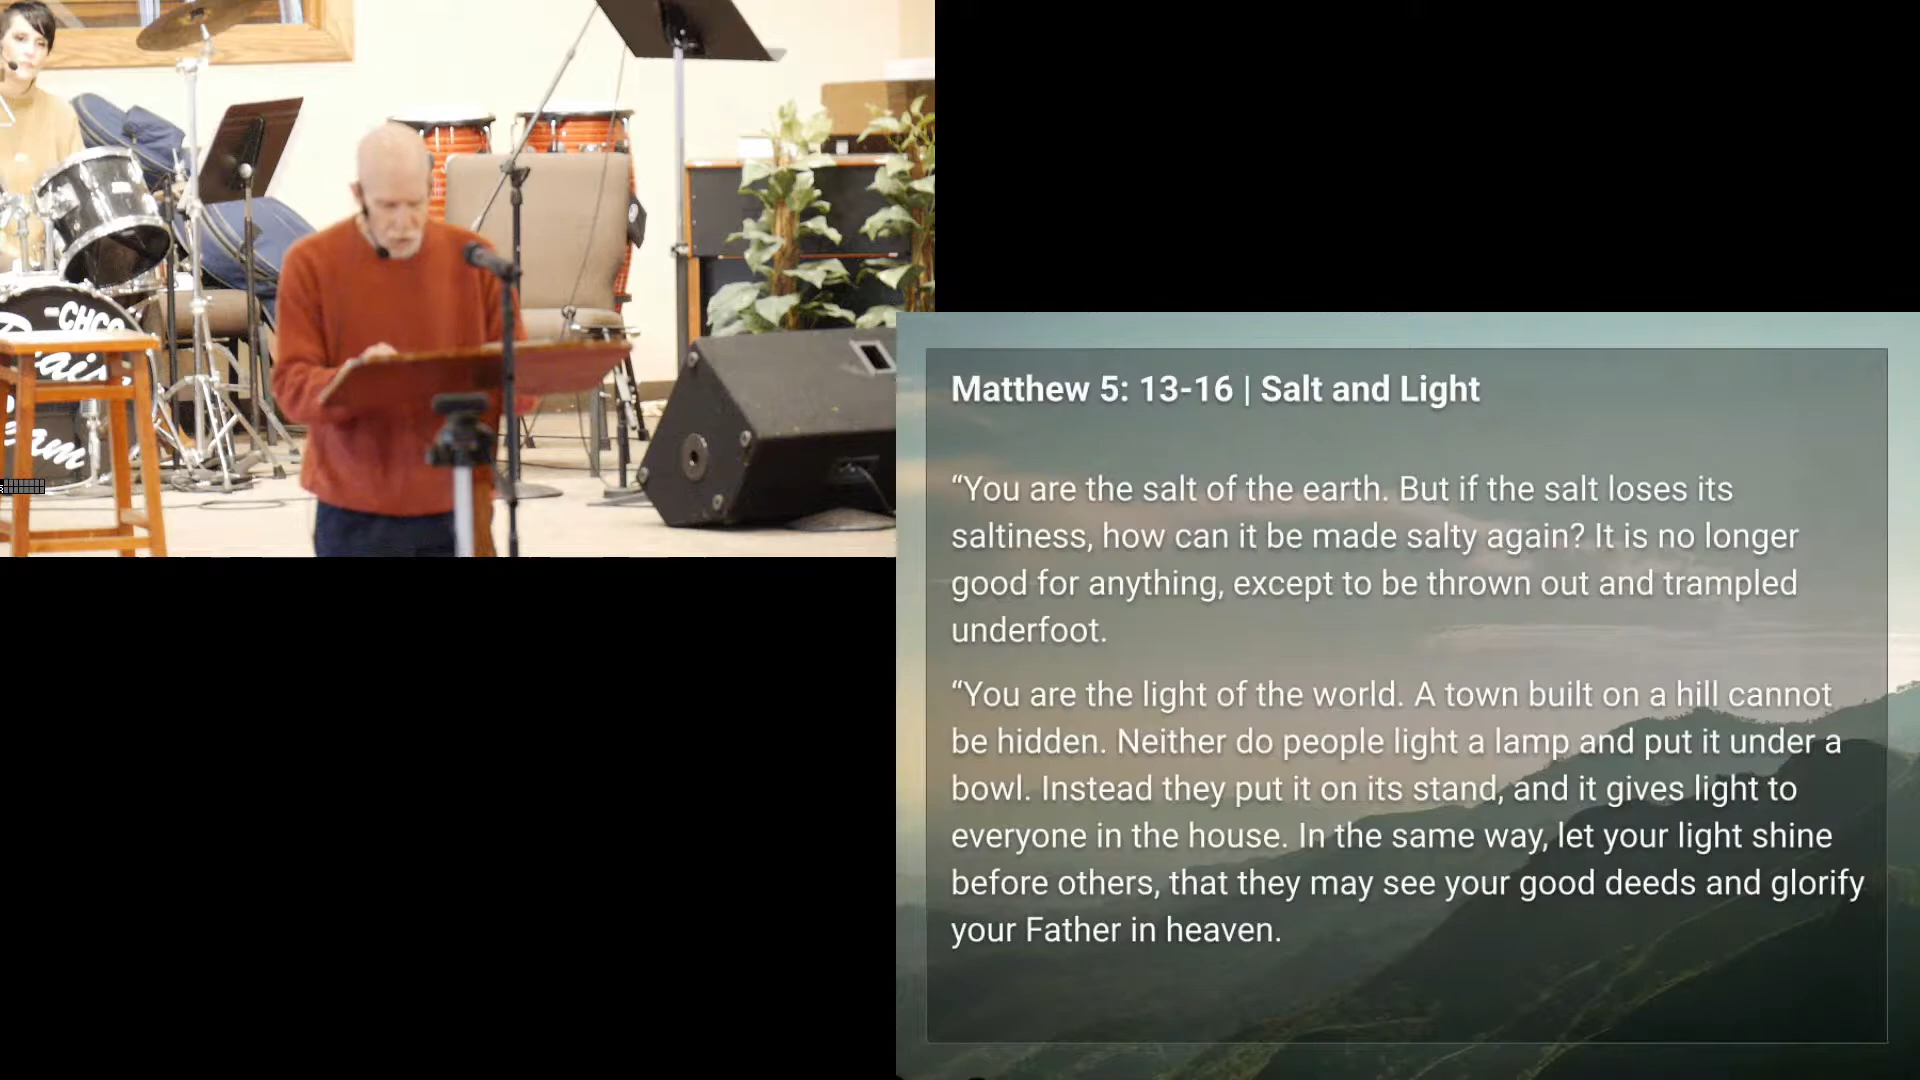 -CHCC
Praise
Team
Matthew 5: 13-16 | Salt and Light
“You are the salt of the earth. But if the salt loses its
saltiness, how can it be made salty again? It is no longer
good for anything, except to be thrown out and trampled
underfoot.
“You are the light of the world. A town built on a hill cannot
be hidden. Neither do people light a lamp and put it under a
bowl. Instead they put it on its stand, and it gives light to
everyone in the house. In the same way, let your light shine
before others, that they may see your good deeds and glorify
your Father in heaven.